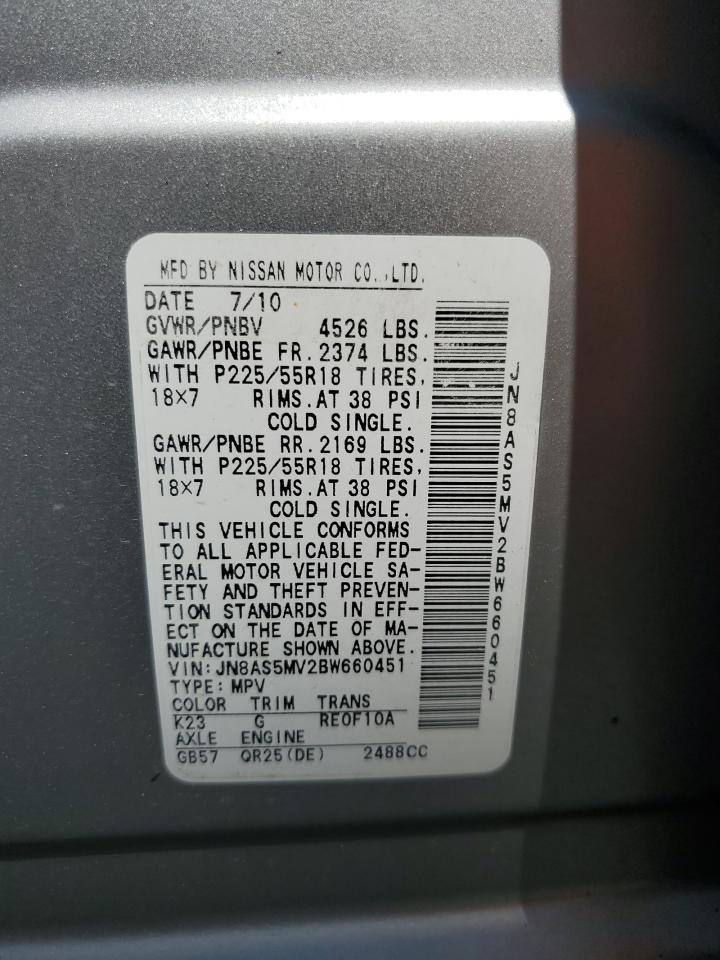 MFD BY NISSAN MOTOR CO.,LTD.
DATE 7/10
GVWR/PNBV 4526 LBS.
GAWR/PNBE FR. 2374 LBS.
WITH P225/55R18 TIRES,
18×7 RIMS.AT 38 PSI
COLD SINGLE.
GAWR/PNBE RR. 2169 LBS.
WITH P225/55R18 TIRES,
18×7 RIMS.AT 38 PSI
COLD SINGLE.
THIS VEHICLE CONFORMS
TO ALL APPLICABLE FED-
ERAL MOTOR VEHICLE SA-
FETY AND THEFT PREVEN-
TION STANDARDS IN EFF-
ECT ON THE DATE OF MA-
NUFACTURE SHOWN ABOVE.
VIN:JN8AS5MV2BW660451
TYPE:MPV
COLOR TRIM TRANS
K23 G RE0F10A
AXLE ENGINE
GB57 QR25(DE) 2488CC
JN8AS5MV2BW660451